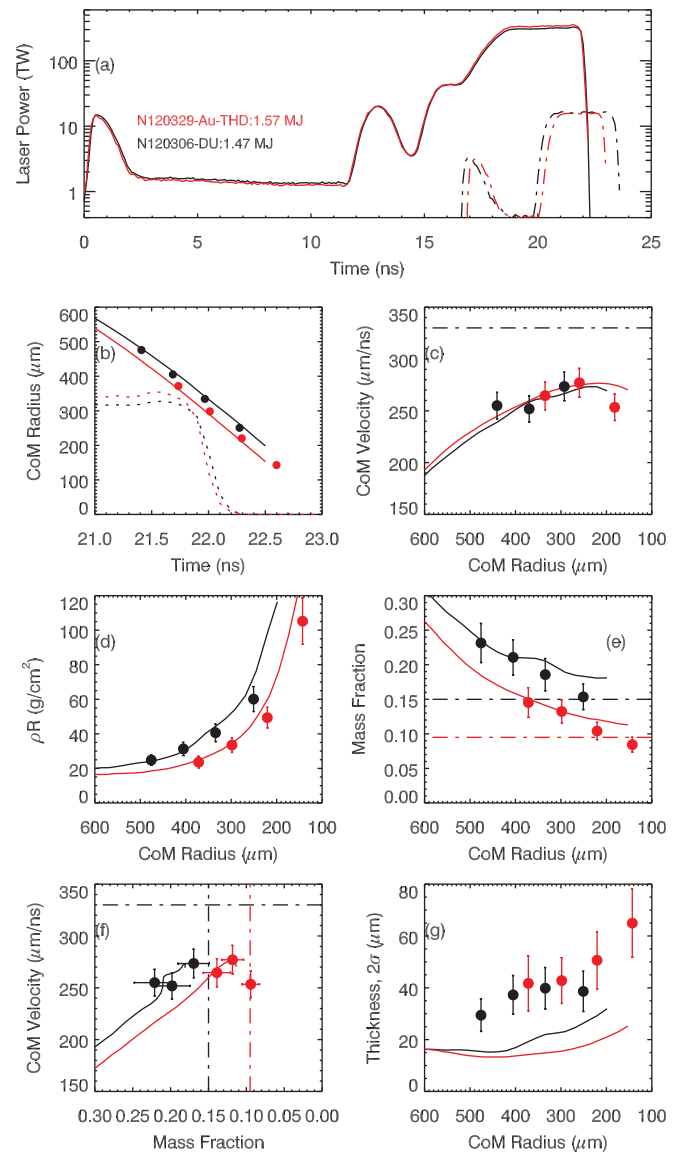 (a)
Laser Power (TW)
100
10
1
N120329-Au-THD:1.57 MJ
N120306-DU:1.47 MJ
0 5 10 15 20 25
Time (ns)
(b)
CoM Radius (μm)
600
500
400
300
200
100
0
21.0 21.5 22.0 22.5 23.0
Time (ns)
(c)
CoM Velocity (μm/ns)
350
300
250
200
150
600 500 400 300 200 100
CoM Radius (μm)
(d)
ρR (g/cm²)
120
100
80
60
40
20
0
600 500 400 300 200 100
CoM Radius (μm)
(e)
Mass Fraction
0.30
0.25
0.20
0.15
0.10
0.05
0.00
600 500 400 300 200 100
CoM Radius (μm)
(f)
CoM Velocity (μm/ns)
350
300
250
200
150
0.30 0.25 0.20 0.15 0.10 0.05 0.00
Mass Fraction
(g)
Thickness, 2σ (μm)
80
60
40
20
0
600 500 400 300 200 100
CoM Radius (μm)